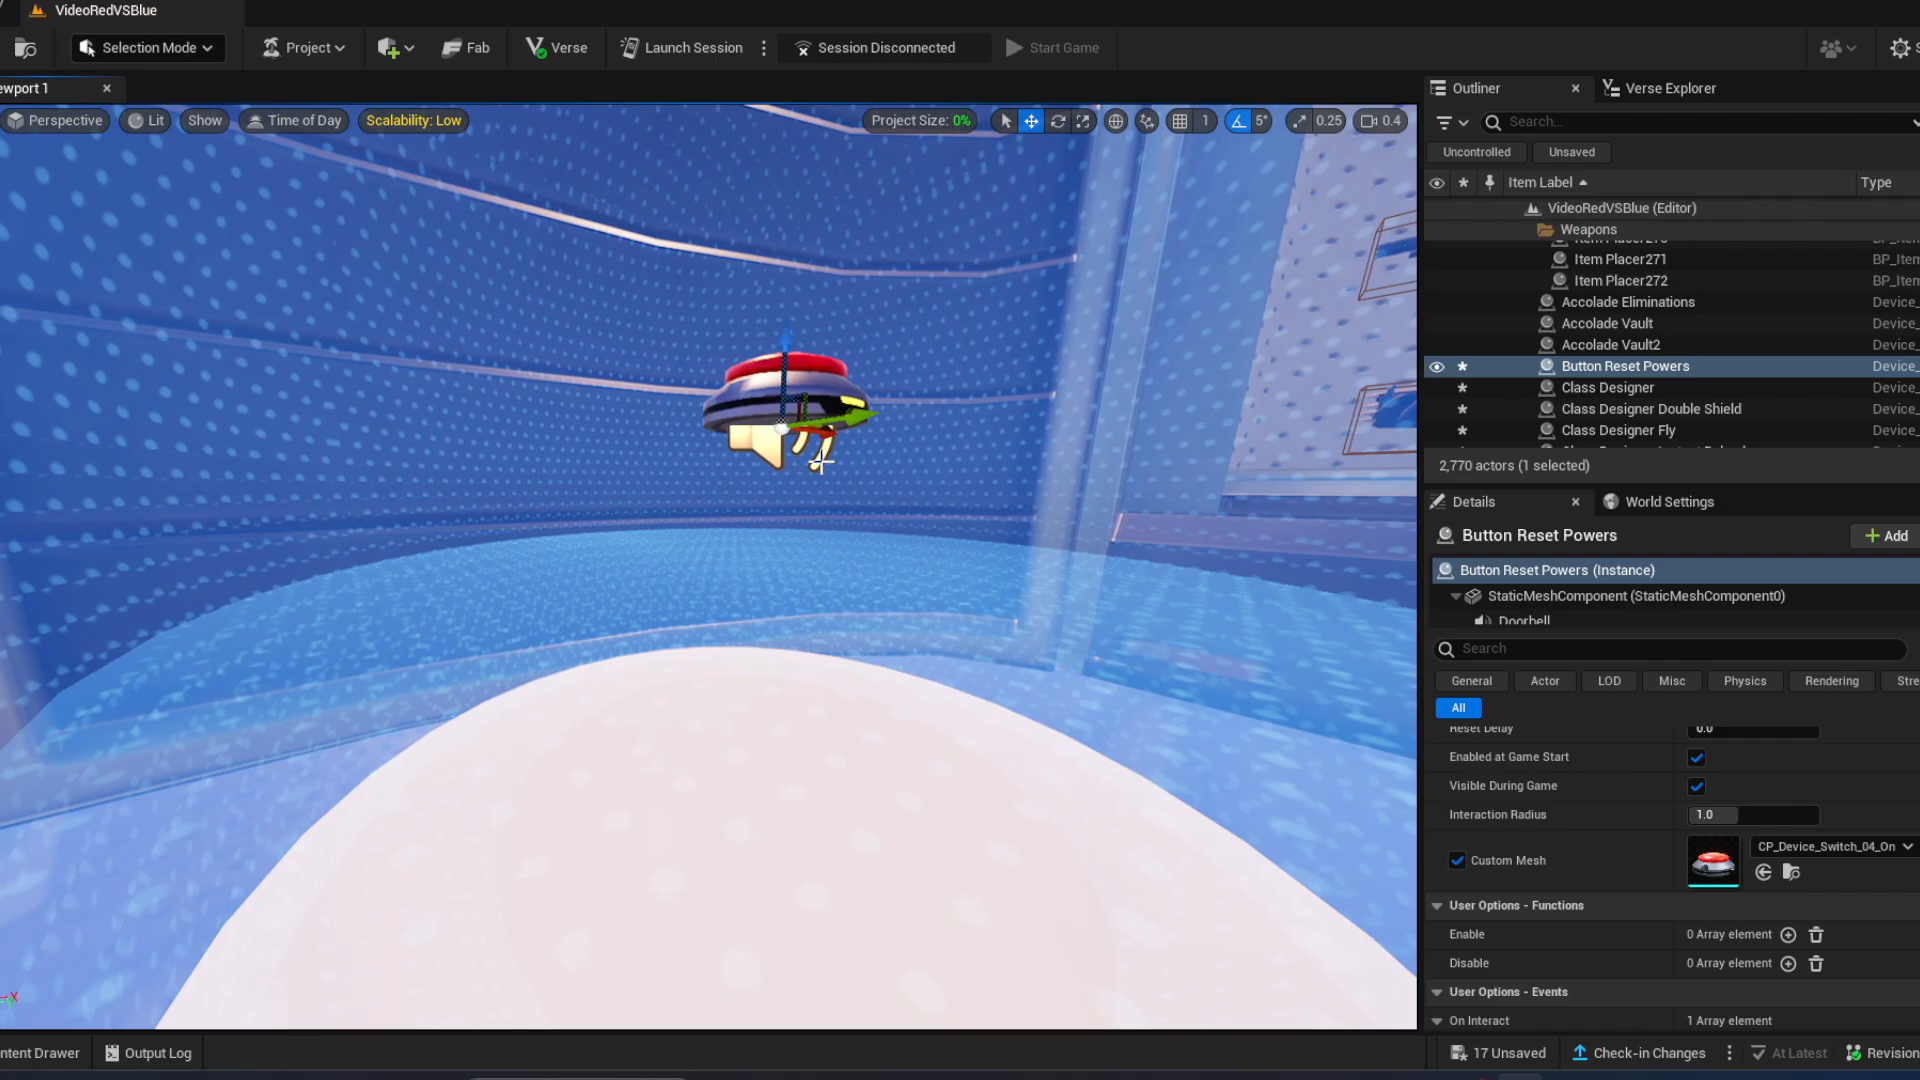 VideoRedVSBlue
Selection Mode
Project
Fab
Verse
Launch Session
Session Disconnected
Start Game
ewport 1
Perspective
Lit
Show
Time of Day
Scalability: Low
Project Size: 0%
1
5°
0.25
0.4
Outliner
Verse Explorer
Search...
Uncontrolled
Unsaved
Item Label
Type
VideoRedVSBlue (Editor)
Weapons
Item Placer271 BP_Item
Item Placer272 BP_Item
Accolade Eliminations Device_
Accolade Vault Device_
Accolade Vault2 Device_
Button Reset Powers Device_
Class Designer Device_
Class Designer Double Shield Device_
Class Designer Fly Device_
2,770 actors (1 selected)
Details
World Settings
Button Reset Powers
Add
Button Reset Powers (Instance)
StaticMeshComponent (StaticMeshComponent0)
Doorbell
Search
General
Actor
LOD
Misc
Physics
Rendering
Stre
All
Reset Delay 0.0
Enabled at Game Start
Visible During Game
Interaction Radius 1.0
Custom Mesh
CP_Device_Switch_04_On
User Options - Functions
Enable 0 Array element
Disable 0 Array element
User Options - Events
On Interact 1 Array element
ntent Drawer
Output Log
17 Unsaved
Check-in Changes
At Latest
Revision
X